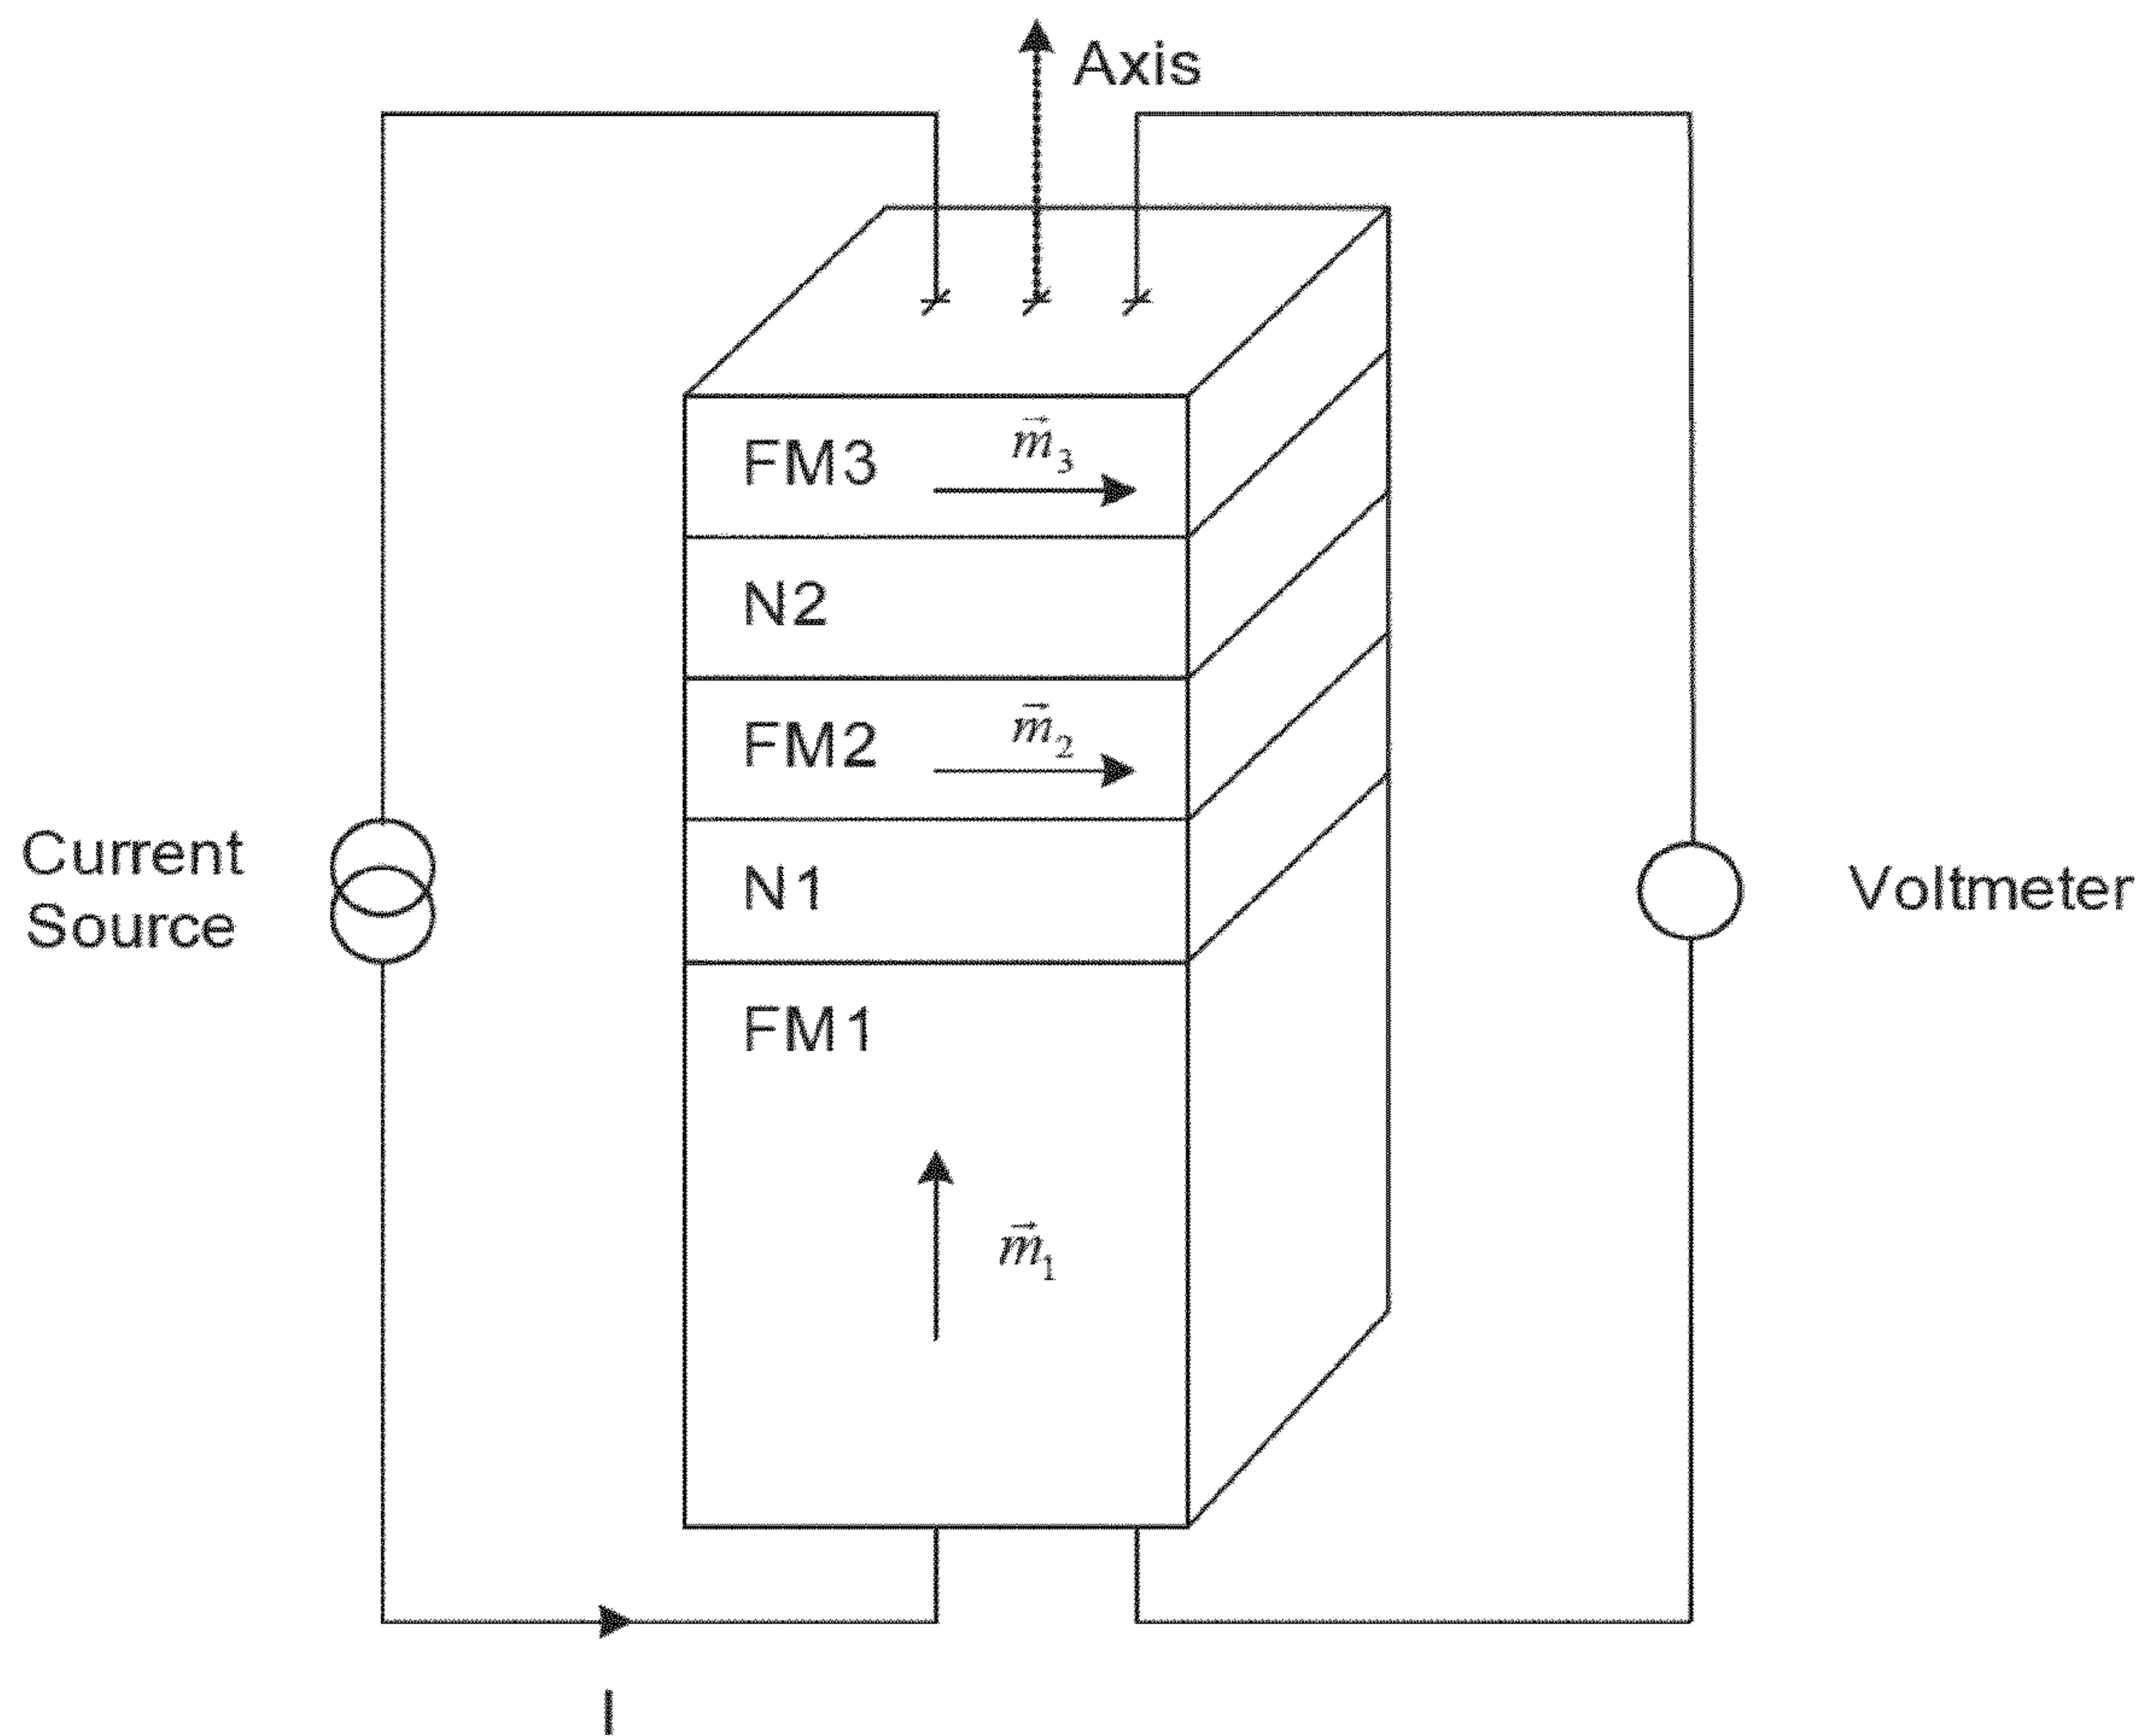 Axis
FM3
m⃗₃
N2
FM2
m⃗₂
Current
Source
N1
Voltmeter
FM1
m⃗₁
I